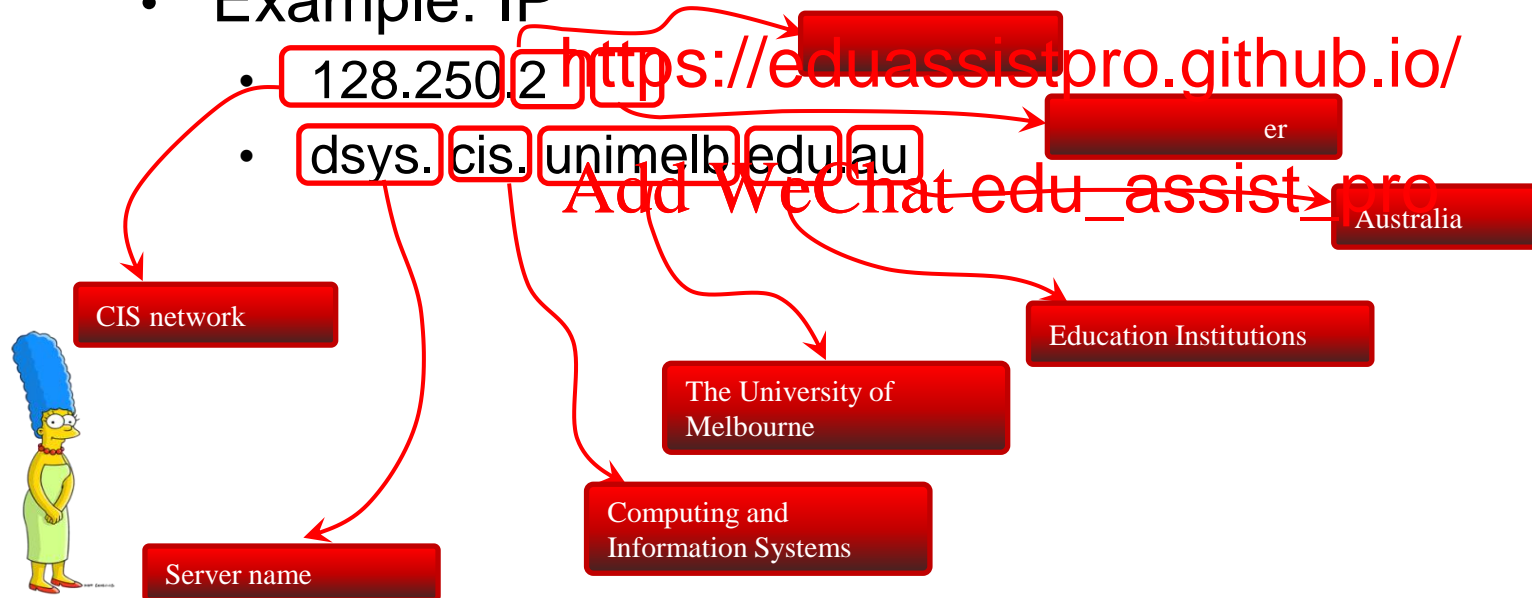 • Example: IP
• 128.250.2
https://eduassistpro.github.io/
er
• dsys. cis. unimelb.edu.au
Add WeChat edu_assist_pro
Australia
CIS network
Education Institutions
The University of
Melbourne
Computing and
Information Systems
Server name